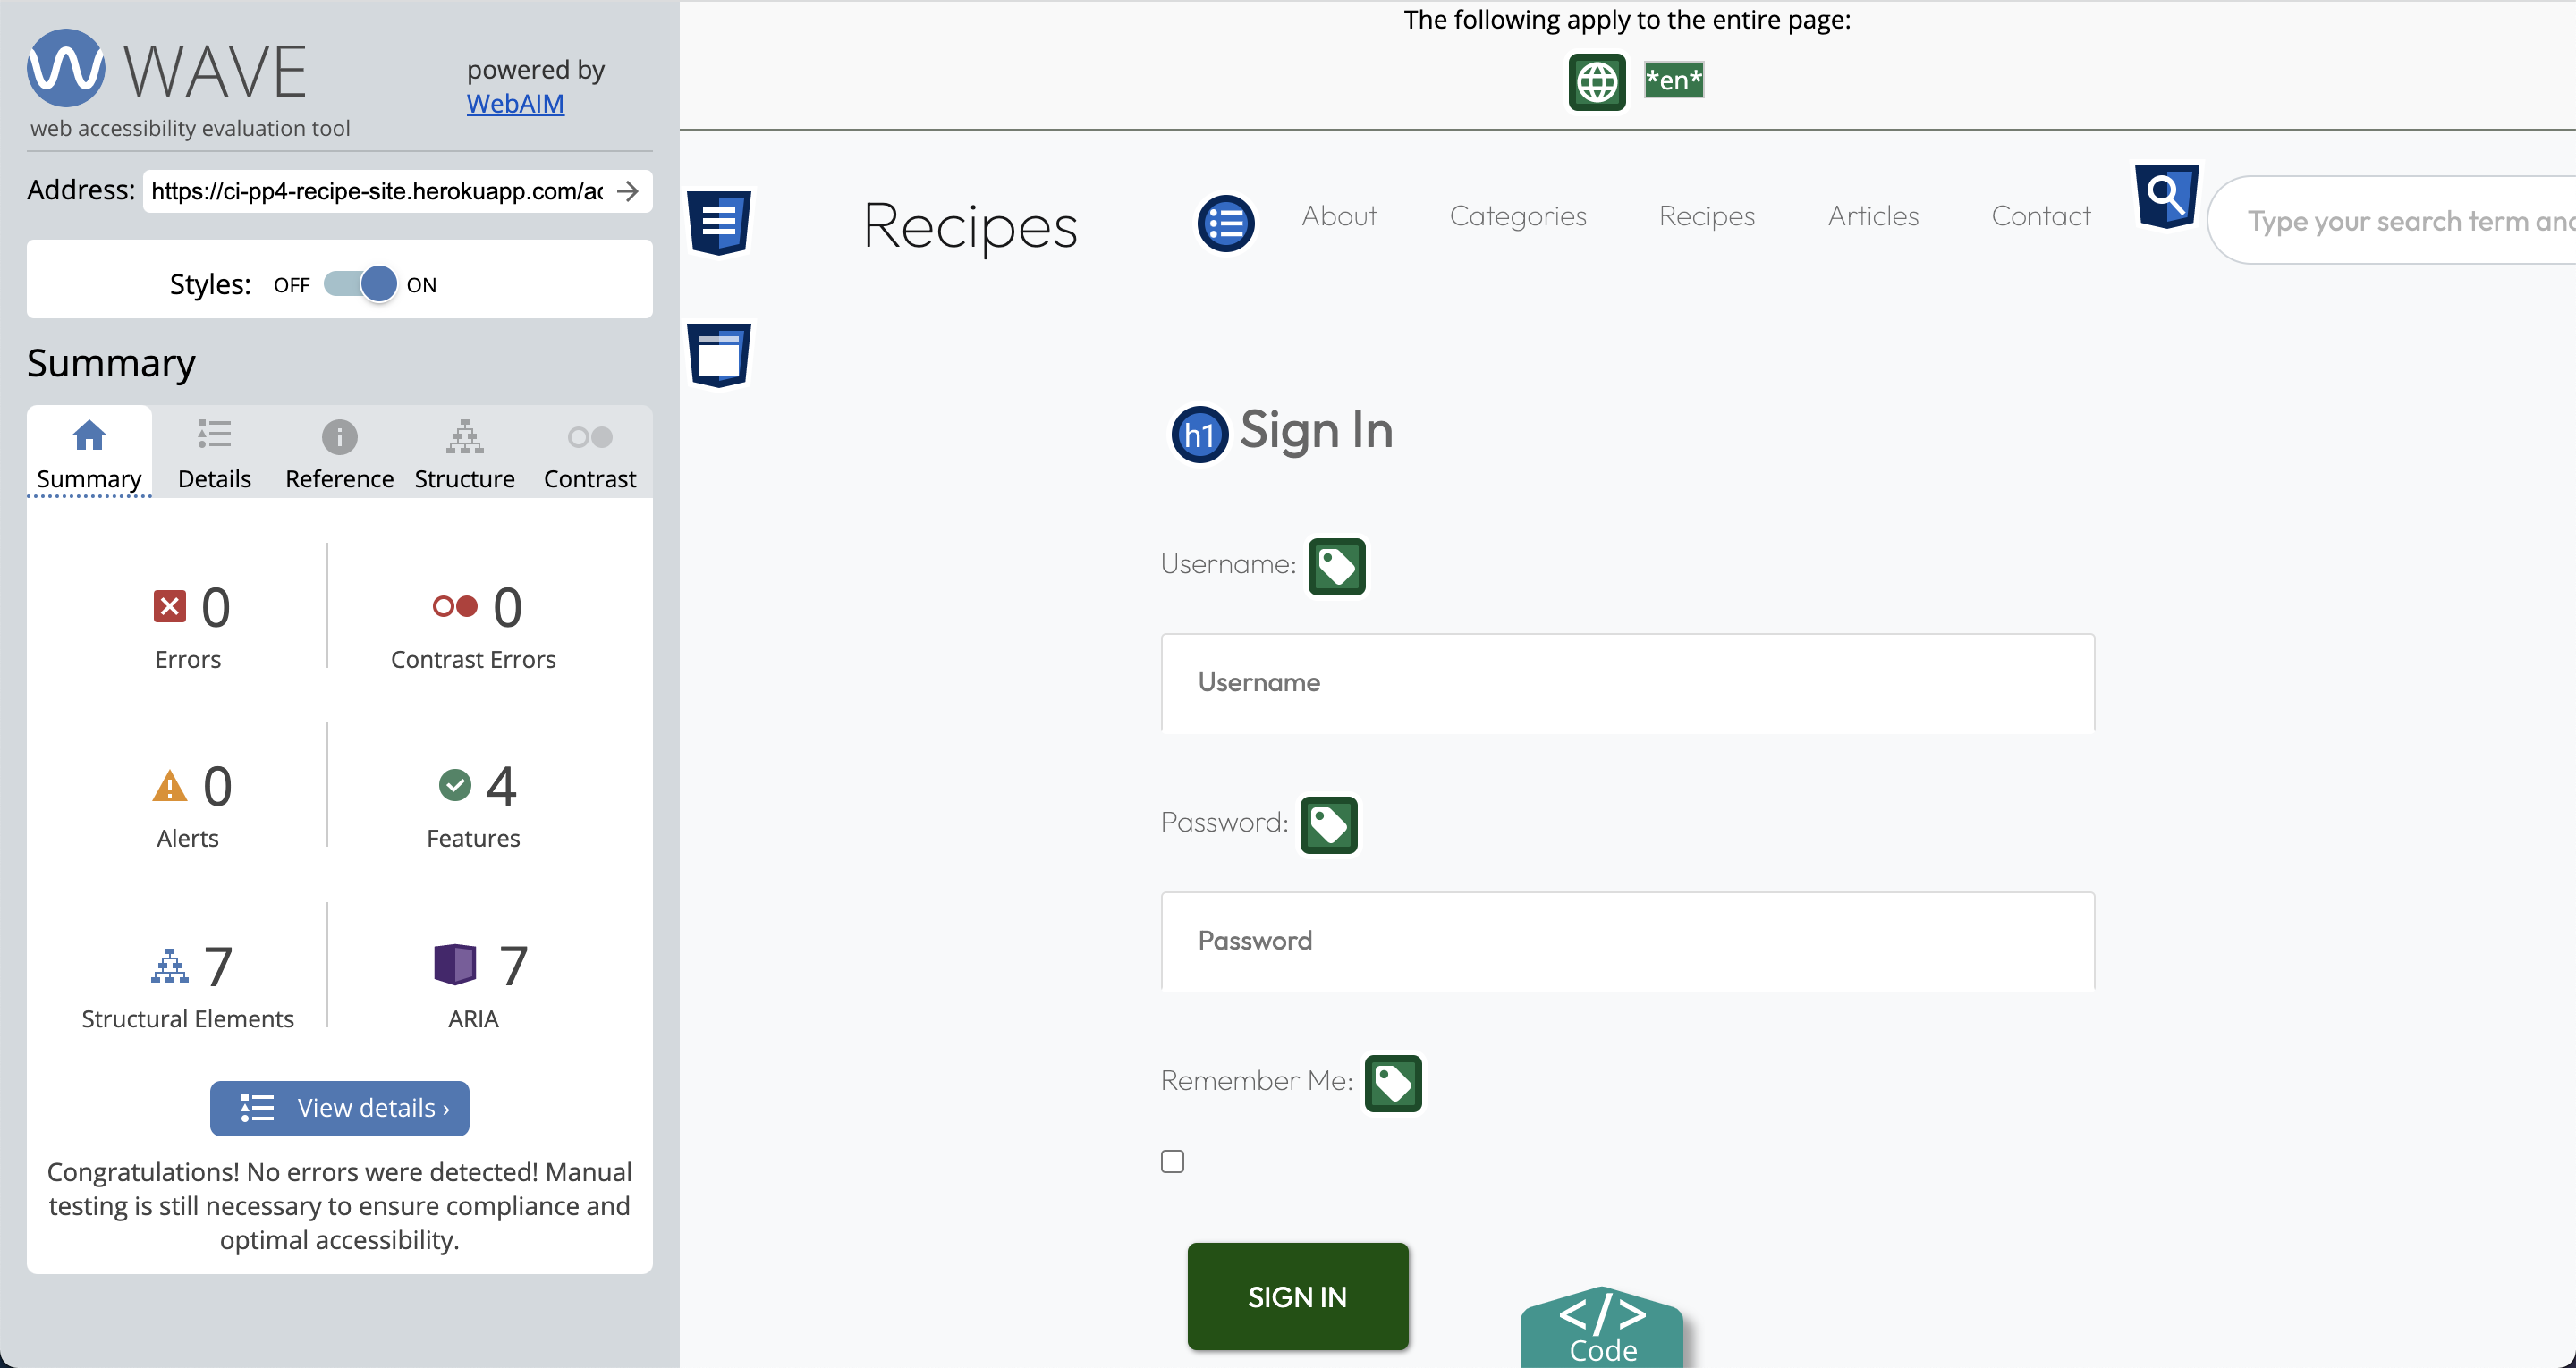 WAVE
web accessibility evaluation tool
powered by
WebAIM
Address: https://ci-pp4-recipe-site.herokuapp.com/ac
Styles: OFF ON
Summary
Summary Details Reference Structure Contrast
0 Errors
0 Contrast Errors
0 Alerts
4 Features
7 Structural Elements
7 ARIA
View details ›
Congratulations! No errors were detected! Manual
testing is still necessary to ensure compliance and
optimal accessibility.
The following apply to the entire page:
*en*
Recipes
About Categories Recipes Articles Contact
Type your search term and
h1 Sign In
Username:
Username
Password:
Password
Remember Me:
SIGN IN
</>
Code